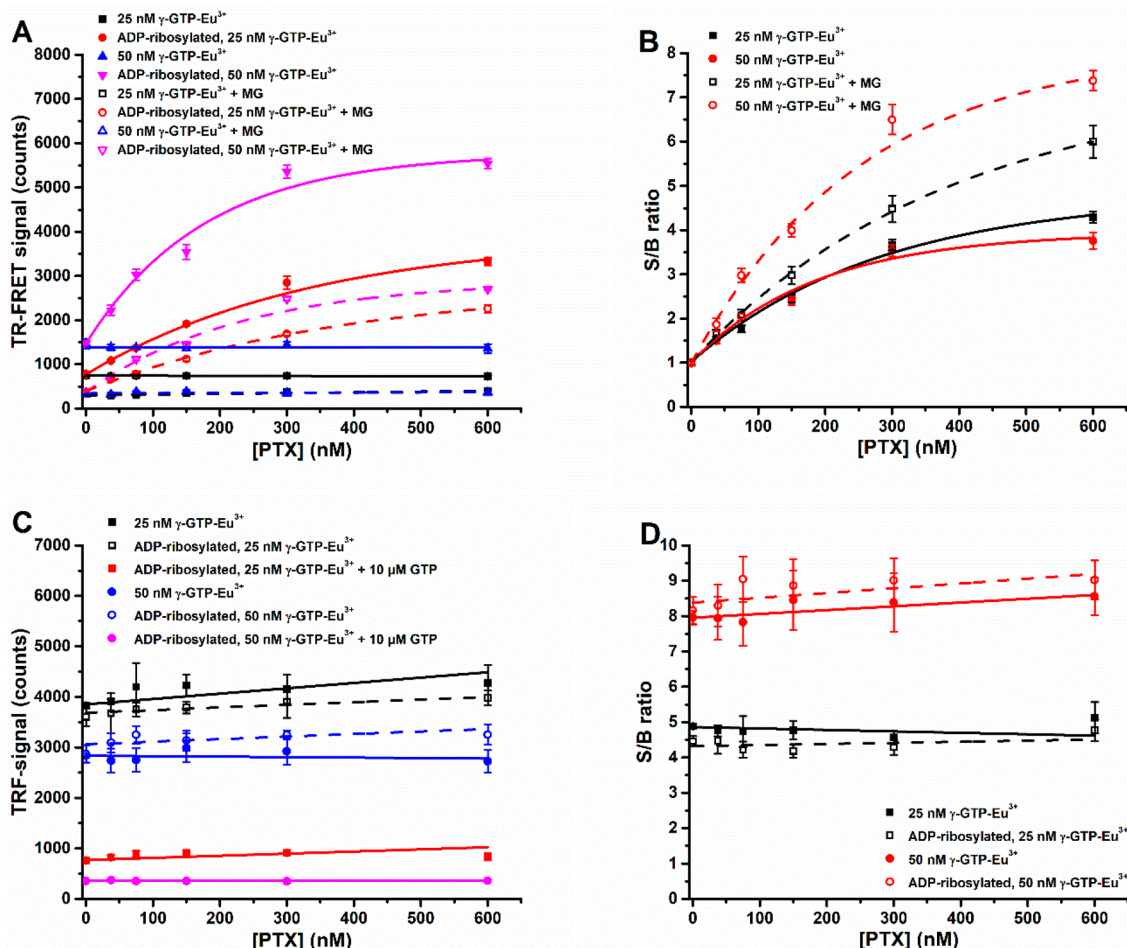 A
25 nM γ-GTP-Eu³⁺
ADP-ribosylated, 25 nM γ-GTP-Eu³⁺
50 nM γ-GTP-Eu³⁺
ADP-ribosylated, 50 nM γ-GTP-Eu³⁺
25 nM γ-GTP-Eu³⁺ + MG
ADP-ribosylated, 25 nM γ-GTP-Eu³⁺ + MG
50 nM γ-GTP-Eu³⁺ + MG
ADP-ribosylated, 50 nM γ-GTP-Eu³⁺ + MG
TR-FRET signal (counts)
8000
7000
6000
5000
4000
3000
2000
1000
0
0 100 200 300 400 500 600
[PTX] (nM)
B
25 nM γ-GTP-Eu³⁺
50 nM γ-GTP-Eu³⁺
25 nM γ-GTP-Eu³⁺ + MG
50 nM γ-GTP-Eu³⁺ + MG
S/B ratio
9
8
7
6
5
4
3
2
1
0
0 100 200 300 400 500 600
[PTX] (nM)
C
25 nM γ-GTP-Eu³⁺
ADP-ribosylated, 25 nM γ-GTP-Eu³⁺
ADP-ribosylated, 25 nM γ-GTP-Eu³⁺ + 10 µM GTP
50 nM γ-GTP-Eu³⁺
ADP-ribosylated, 50 nM γ-GTP-Eu³⁺
ADP-ribosylated, 50 nM γ-GTP-Eu³⁺ + 10 µM GTP
TRF-signal (counts)
7000
6000
5000
4000
3000
2000
1000
0
0 100 200 300 400 500 600
[PTX] (nM)
D
S/B ratio
10
9
8
7
6
5
4
3
2
1
0
25 nM γ-GTP-Eu³⁺
ADP-ribosylated, 25 nM γ-GTP-Eu³⁺
50 nM γ-GTP-Eu³⁺
ADP-ribosylated, 50 nM γ-GTP-Eu³⁺
0 100 200 300 400 500 600
[PTX] (nM)